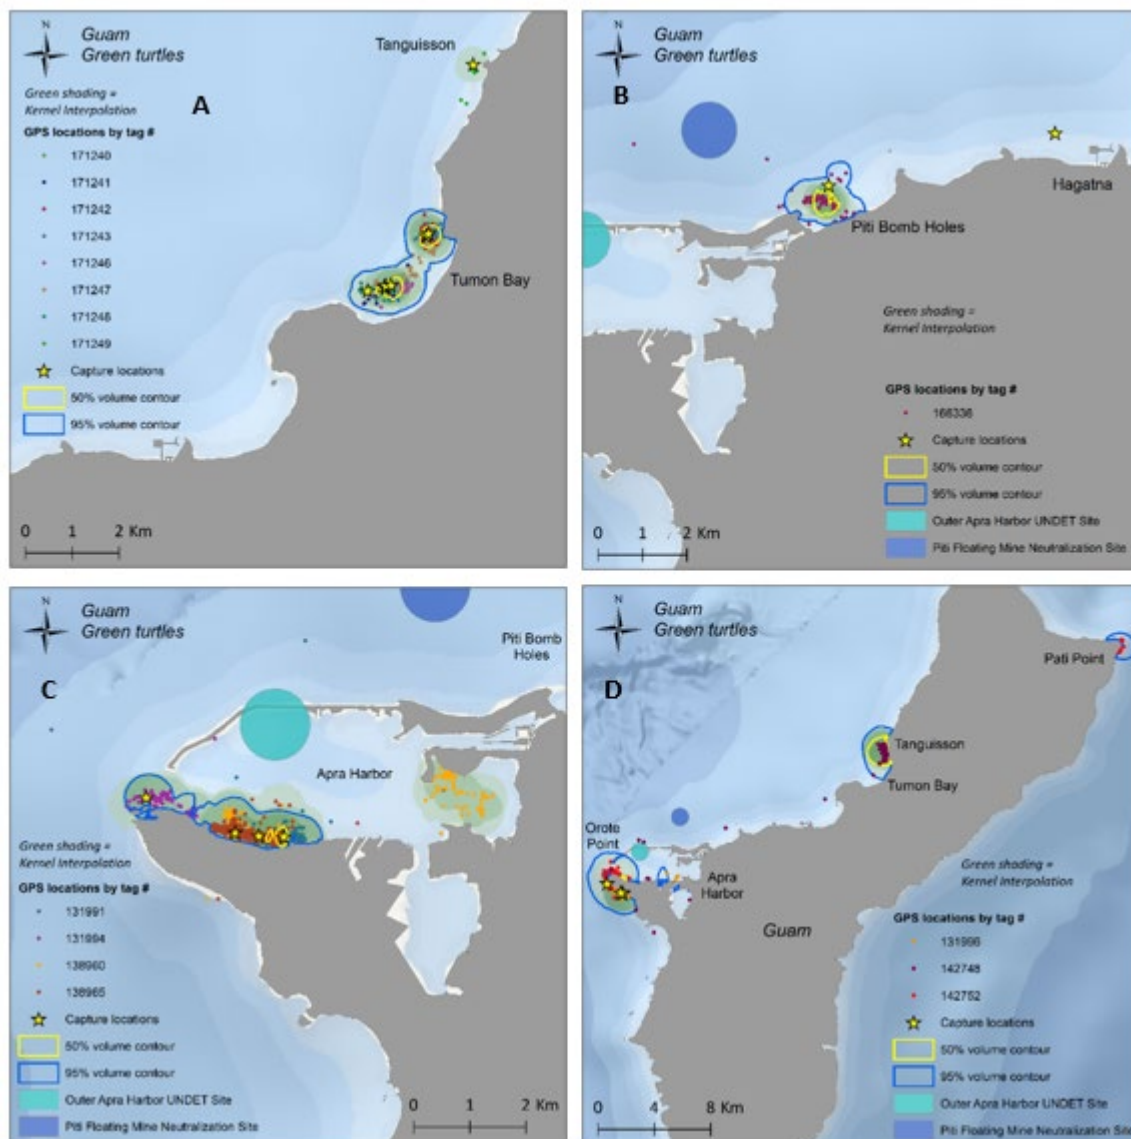 N
Guam
Green turtles
Tanguisson
Green shading =
Kernel Interpolation
A
GPS locations by tag #
171240
171241
171242
171243
171246
171247
171248
171249
Capture locations
50% volume contour
95% volume contour
Tumon Bay
0 1 2 Km
N
Guam
Green turtles
B
Hagatna
Piti Bomb Holes
Green shading =
Kernel Interpolation
GPS locations by tag #
166336
Capture locations
50% volume contour
95% volume contour
Outer Apra Harbor UNDET Site
Piti Floating Mine Neutralization Site
0 1 2 Km
N
Guam
Green turtles
Piti Bomb
Holes
C
Apra Harbor
Green shading =
Kernel Interpolation
GPS locations by tag #
131991
131994
138960
138965
Capture locations
50% volume contour
95% volume contour
Outer Apra Harbor UNDET Site
Piti Floating Mine Neutralization Site
0 1 2 Km
N
Guam
Green turtles
Pati Point
D
Tanguisson
Tumon Bay
Orote
Point
Apra
Harbor
Guam
Green shading =
Kernel Interpolation
GPS locations by tag #
131996
142748
142752
Capture locations
50% volume contour
95% volume contour
Outer Apra Harbor UNDET Site
Piti Floating Mine Neutralization Site
0 4 8 Km